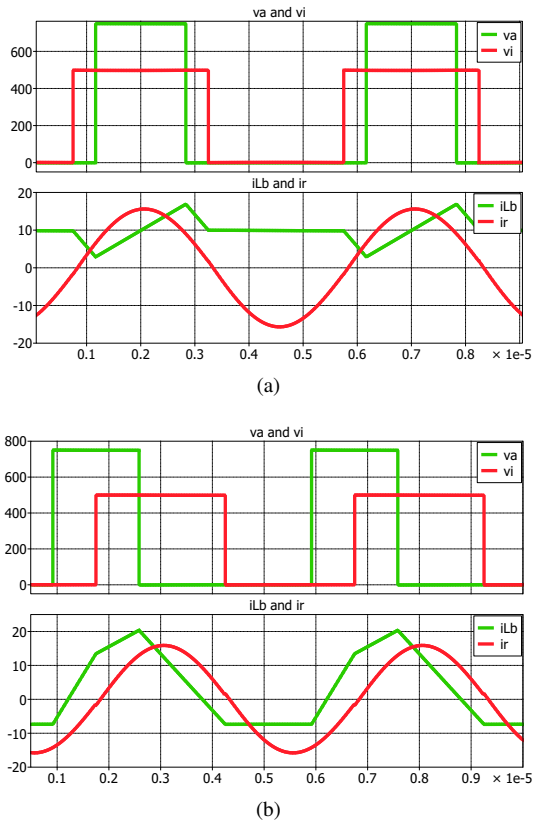 va and vi
600
400
200
0
va
vi
iLb and ir
20
10
0
-10
-20
iLb
ir
0.1 0.2 0.3 0.4 0.5 0.6 0.7 0.8 × 1e-5
(a)
va and vi
800
600
400
200
0
va
vi
iLb and ir
20
10
0
-10
-20
iLb
ir
0.1 0.2 0.3 0.4 0.5 0.6 0.7 0.8 0.9 × 1e-5
(b)